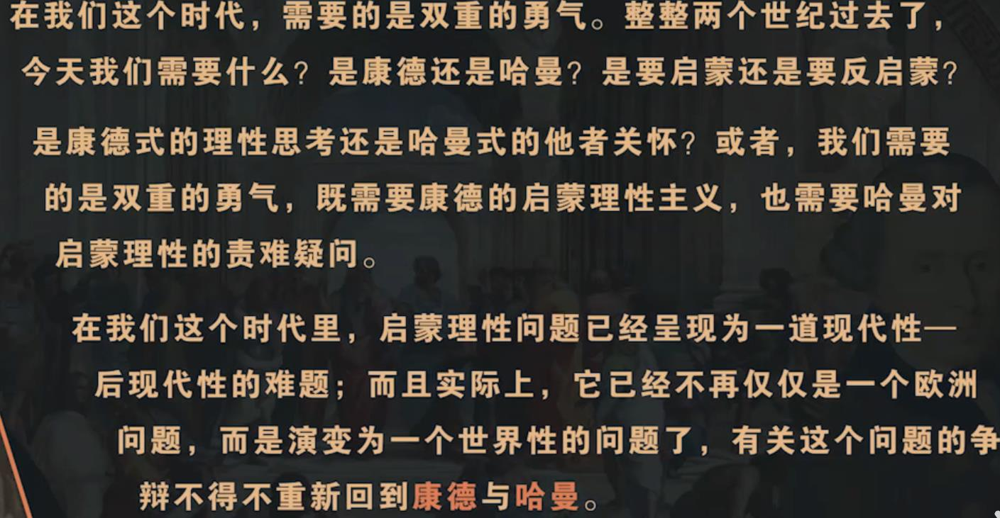 在我们这个时代，需要的是双重的勇气。整整两个世纪过去了，
今天我们需要什么？是康德还是哈曼？是要启蒙还是要反启蒙？
是康德式的理性思考还是哈曼式的他者关怀？或者，我们需要
的是双重的勇气，既需要康德的启蒙理性主义，也需要哈曼对
启蒙理性的责难疑问。
在我们这个时代里，启蒙理性问题已经呈现为一道现代性—
后现代性的难题；而且实际上，它已经不再仅仅是一个欧洲
问题，而是演变为一个世界性的问题了，有关这个问题的争
辩不得不重新回到康德与哈曼。